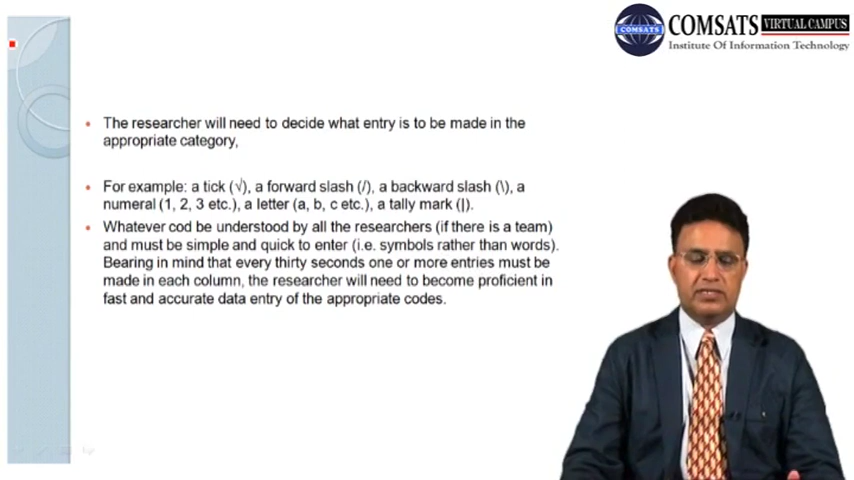 COMSATS VIRTUAL CAMPUS
COMSATS
Institute Of Information Technology
The researcher will need to decide what entry is to be made in the
appropriate category,
For example: a tick (√), a forward slash (/), a backward slash (\), a
numeral (1, 2, 3 etc.), a letter (a, b, c etc.), a tally mark (|).
Whatever cod be understood by all the researchers (if there is a team)
and must be simple and quick to enter (i.e. symbols rather than words).
Bearing in mind that every thirty seconds one or more entries must be
made in each column, the researcher will need to become proficient in
fast and accurate data entry of the appropriate codes.